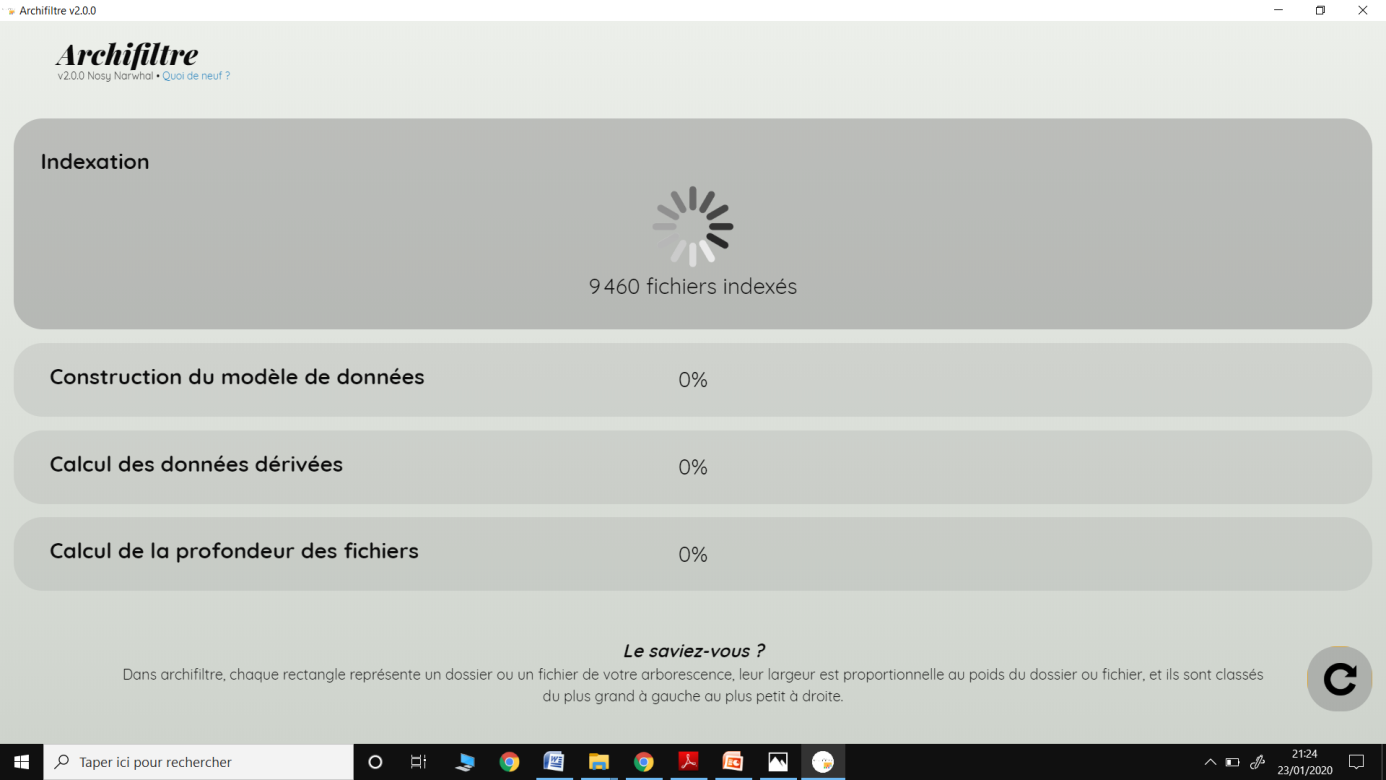 Archifiltre v2.0.0
Archifiltre
v2.0.0 Nosy Narwhal • Quoi de neuf ?
Indexation
9 460 fichiers indexés
Construction du modèle de données 0%
Calcul des données dérivées 0%
Calcul de la profondeur des fichiers 0%
Le saviez-vous ?
Dans archifiltre, chaque rectangle représente un dossier ou un fichier de votre arborescence, leur largeur est proportionnelle au poids du dossier ou fichier, et ils sont classés
du plus grand à gauche au plus petit à droite.
Taper ici pour rechercher
21:24
23/01/2020